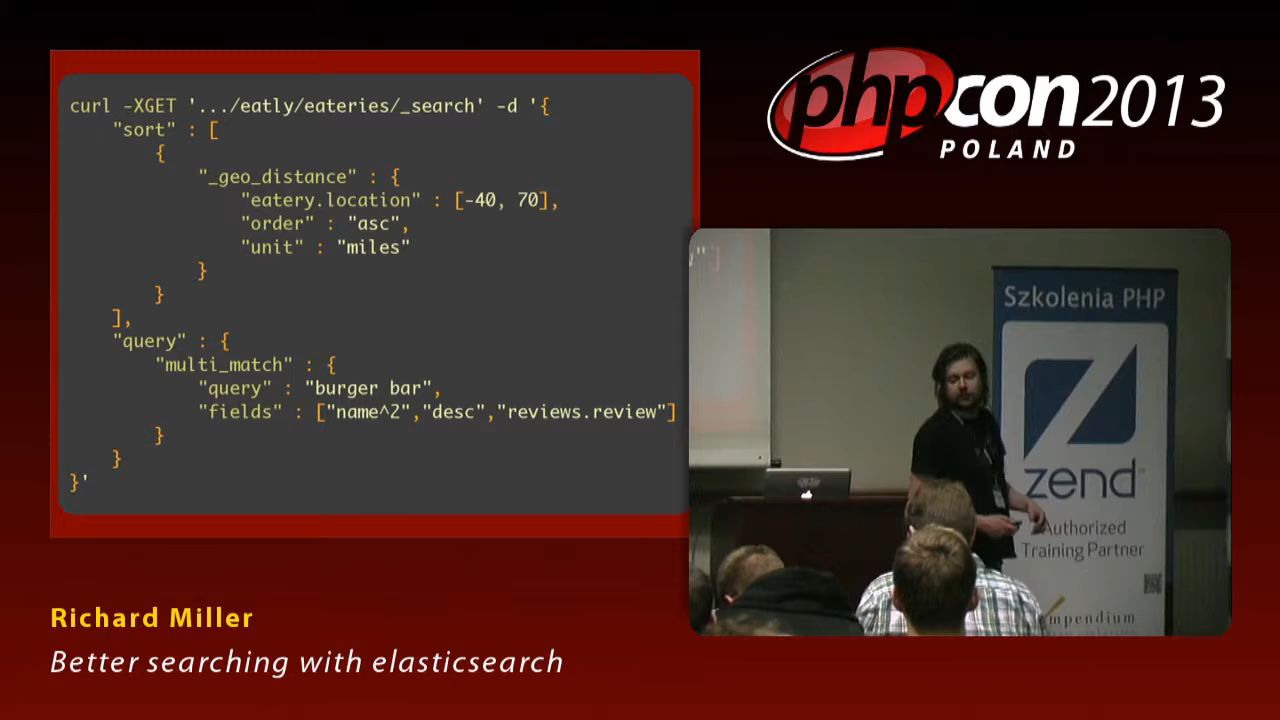 curl -XGET '.../eatly/eateries/_search' -d '{
"sort" : [
{
"_geo_distance" : {
"eatery.location" : [-40, 70],
"order" : "asc",
"unit" : "miles"
}
}
],
"query" : {
"multi_match" : {
"query" : "burger bar",
"fields" : ["name^2","desc","reviews.review"]
}
}
}'
phpcon2013
POLAND
"]
Szkolenia PHP
zend
Authorized
Training Partner
mpendium
Richard Miller
Better searching with elasticsearch